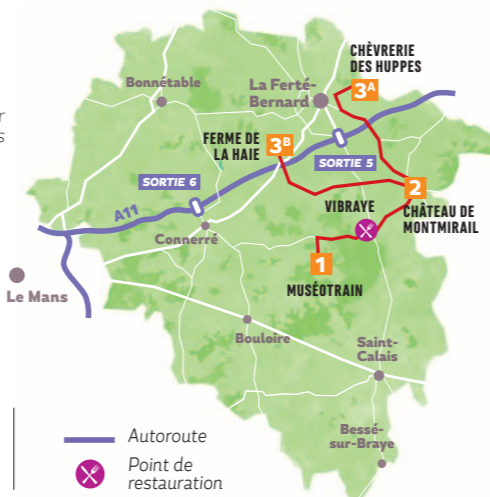 CHÈVRERIE
DES HUPPES
Bonnétable
La Ferté-
Bernard
3A
FERME DE
LA HAIE
3B
SORTIE 5
SORTIE 6
2
VIBRAYE
CHÂTEAU DE
MONTMIRAIL
A11
Connerré
1
MUSÉOTRAIN
Le Mans
Bouloire
Saint-
Calais
Bessé-
sur-Braye
Autoroute
Point de
restauration